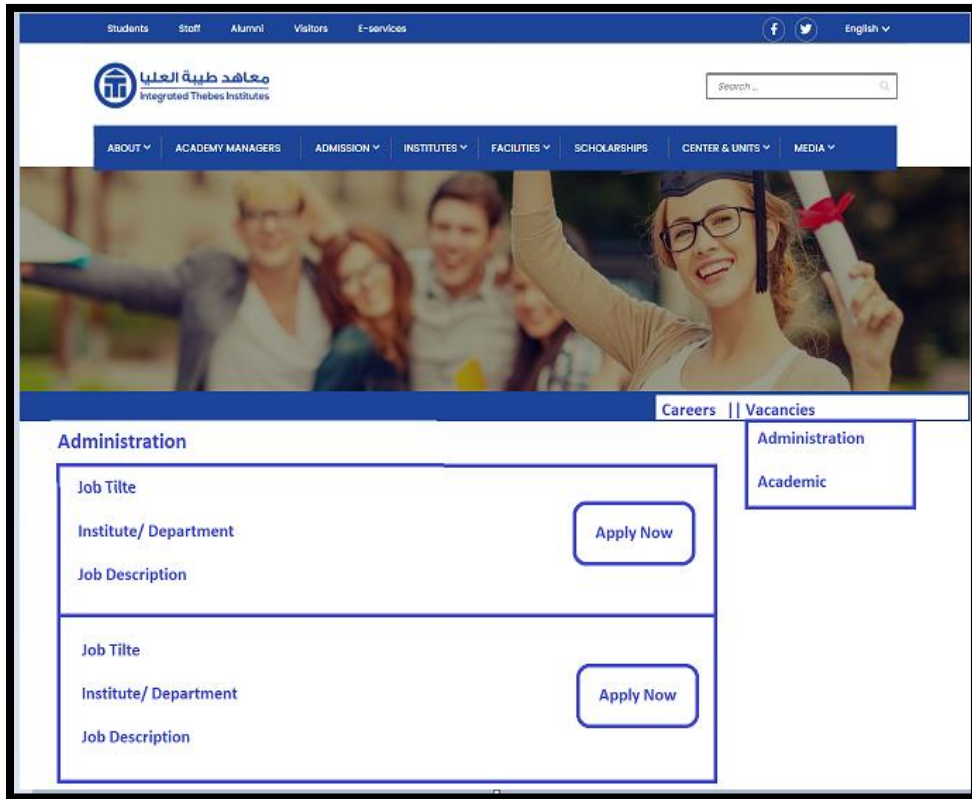 Students Staff Alumni Visitors E-services English
معاهد طيبة العليا
Integrated Thebes Institutes
Search ...
ABOUT ACADEMY MANAGERS ADMISSION INSTITUTES FACILITIES SCHOLARSHIPS CENTER & UNITS MEDIA
Careers || Vacancies
Administration
Academic
Administration
Job Tilte
Institute/ Department
Job Description
Apply Now
Job Tilte
Institute/ Department
Job Description
Apply Now